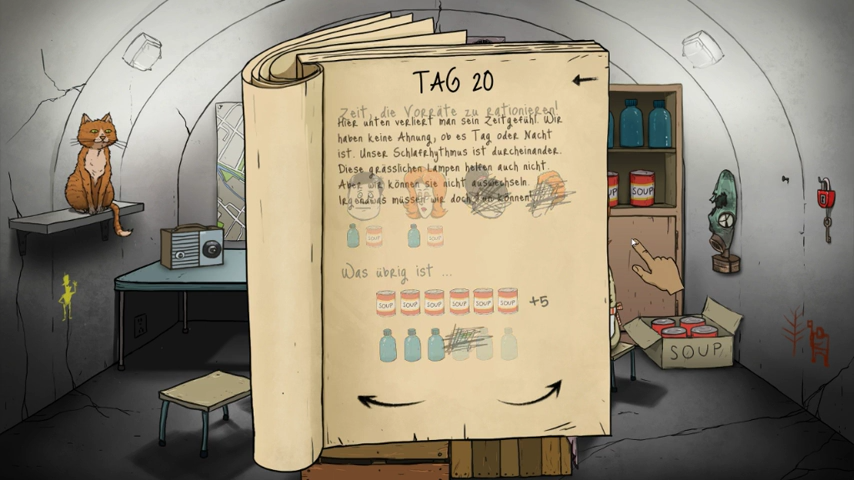 TAG 20
Zeit, die Vorräte zu rationieren!
Hier unten verliert man sein Zeitgefühl. Wir
haben keine Ahnung, ob es Tag oder Nacht
ist. Unser Schlafrhythmus ist durcheinander.
Diese grässlichen Lampen helfen auch nicht.
Aber wir können sie nicht auswechseln.
Irgendwas müssen wir doch tun können!
Was übrig ist ...
SOUP SOUP SOUP SOUP SOUP SOUP +5
SOUP
SOUP